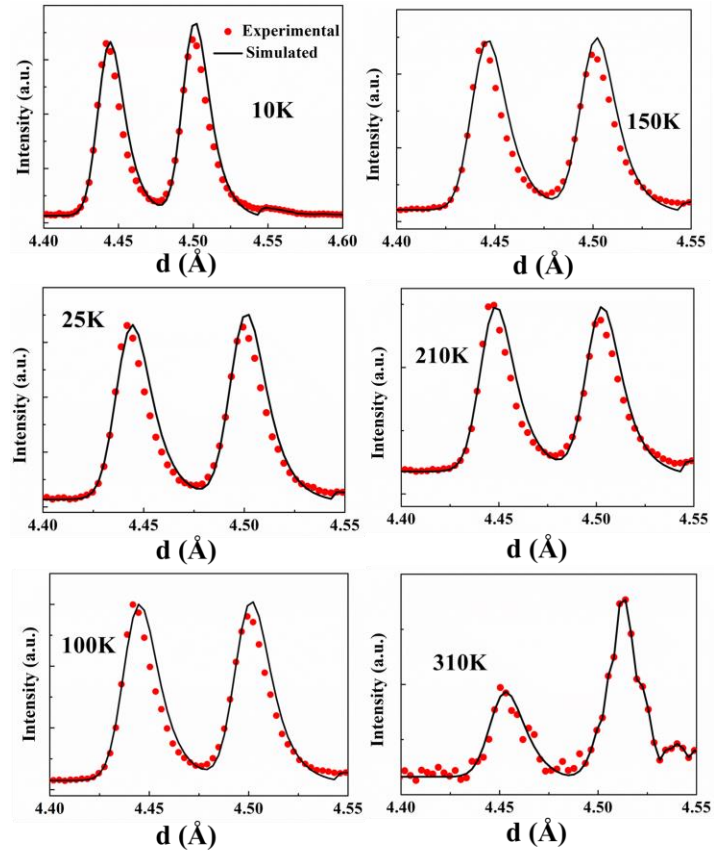 Experimental
Simulated
10K
Intensity (a.u.)
4.40 4.45 4.50 4.55 4.60
d (Å)
150K
Intensity (a.u.)
4.40 4.45 4.50 4.55
d (Å)
25K
Intensity (a.u.)
4.40 4.45 4.50 4.55
d (Å)
210K
Intensity (a.u.)
4.40 4.45 4.50 4.55
d (Å)
100K
Intensity (a.u.)
4.40 4.45 4.50 4.55
d (Å)
310K
Intensity (a.u.)
4.40 4.45 4.50 4.55
d (Å)